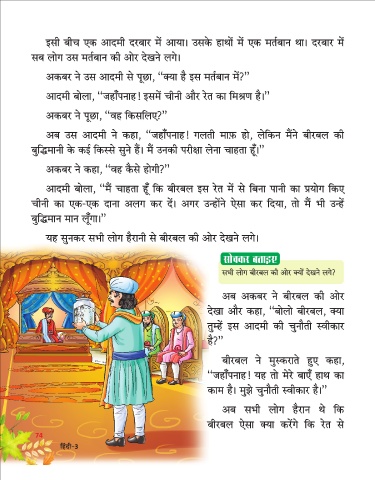 इसी बीच एक आदमी दरबार में आया। उसके हाथों में एक मर्तबान था। दरबार में
सब लोग उस मर्तबान की ओर देखने लगे।
अकबर ने उस आदमी से पूछा, “क्या है इस मर्तबान में?”
आदमी बोला, “जहाँपनाह! इसमें चीनी और रेत का मिश्रण है।”
अकबर ने पूछा, “वह किसलिए?”
अब उस आदमी ने कहा, “जहाँपनाह! गलती माफ़ हो, लेकिन मैंने बीरबल की
बुद्धिमानी के कई किस्से सुने हैं। मैं उनकी परीक्षा लेना चाहता हूँ।”
अकबर ने कहा, “वह कैसे होगी?”
आदमी बोला, “मैं चाहता हूँ कि बीरबल इस रेत में से बिना पानी का प्रयोग किए
चीनी का एक-एक दाना अलग कर दें। अगर उन्होंने ऐसा कर दिया, तो मैं भी उन्हें
बुद्धिमान मान लूँगा।”
यह सुनकर सभी लोग हैरानी से बीरबल की ओर देखने लगे।
सोचकर बताइए
सभी लोग बीरबल की ओर क्यों देखने लगे?
अब अकबर ने बीरबल की ओर
देखा और कहा, “बोलो बीरबल, क्या
तुम्हें इस आदमी की चुनौती स्वीकार
है?”
बीरबल ने मुस्कराते हुए कहा,
“जहाँपनाह! यह तो मेरे बाएँ हाथ का
काम है। मुझे चुनौती स्वीकार है।”
अब सभी लोग हैरान थे कि
बीरबल ऐसा क्या करेंगे कि रेत से
74
हिंदी-3